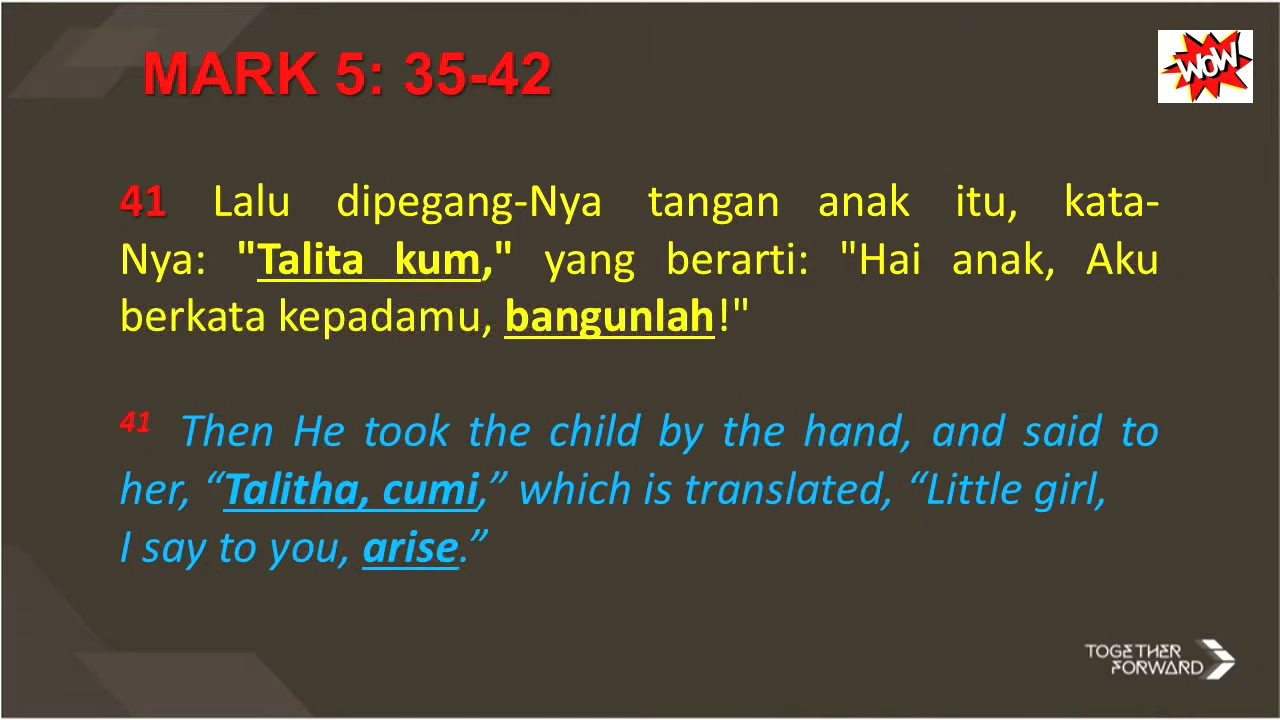 MARK 5: 35-42
WOW
41 Lalu dipegang-Nya tangan anak itu, kata-
Nya: "Talita kum," yang berarti: "Hai anak, Aku
berkata kepadamu, bangunlah!"
41 Then He took the child by the hand, and said to
her, “Talitha, cumi,” which is translated, “Little girl,
I say to you, arise.”
TOGETHER
FORWARD